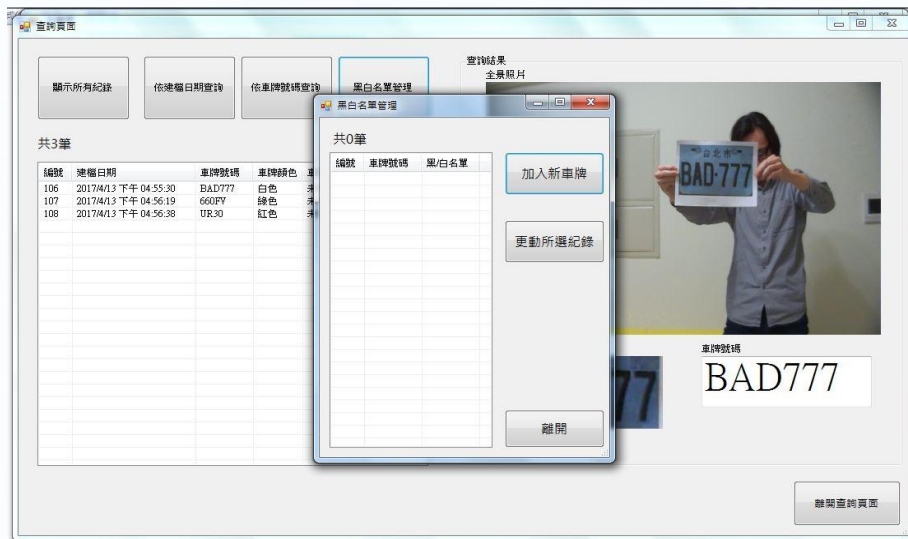 查詢頁面
顯示所有紀錄
依建檔日期查詢
依車牌號碼查詢
黑白名單管理
共3筆
編號 建檔日期 車牌號碼 車牌顏色
106 2017/4/13 下午 04:55:30 BAD777 白色 未
107 2017/4/13 下午 04:56:19 660FV 綠色 未
108 2017/4/13 下午 04:56:38 UR30 紅色 未
黑白名單管理
共0筆
編號 車牌號碼 黑/白名單
加入新車牌
更動所選紀錄
離開
查詢結果
全景照片
台北市
BAD-777
77
車牌號碼
BAD777
離開查詢頁面